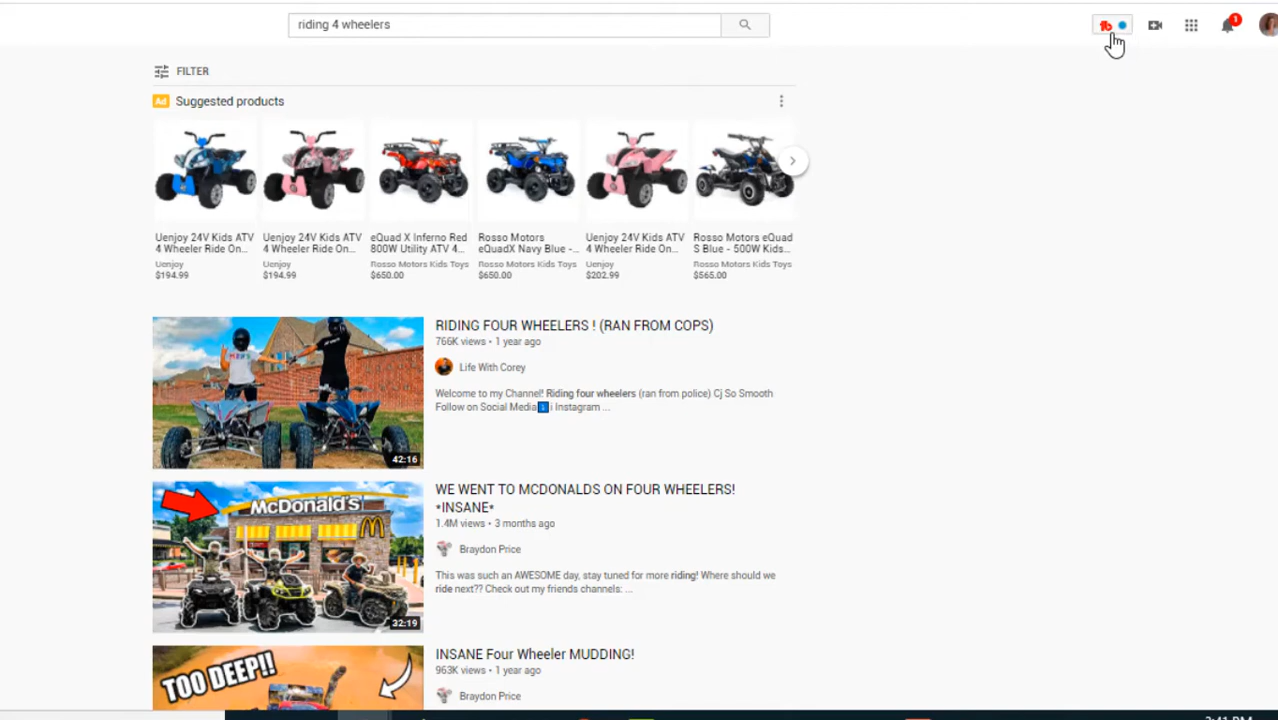 riding 4 wheelers
1
FILTER
Ad Suggested products
Uenjoy 24V Kids ATV
4 Wheeler Ride On...
Uenjoy
$194.99
Uenjoy 24V Kids ATV
4 Wheeler Ride On...
Uenjoy
$194.99
eQuad X Inferno Red
800W Utility ATV 4...
Rosso Motors Kids Toys
$650.00
Rosso Motors
eQuadX Navy Blue -...
Rosso Motors Kids Toys
$650.00
Uenjoy 24V Kids ATV
4 Wheeler Ride On...
Uenjoy
$202.99
Rosso Motors eQuad
S Blue - 500W Kids...
Rosso Motors Kids Toys
$565.00
42:16
RIDING FOUR WHEELERS ! (RAN FROM COPS)
766K views • 1 year ago
Life With Corey
Welcome to my Channel! Riding four wheelers (ran from police) Cj So Smooth
Follow on Social Media i Instagram ...
McDonald's
32:19
WE WENT TO MCDONALDS ON FOUR WHEELERS!
*INSANE*
1.4M views • 3 months ago
Braydon Price
This was such an AWESOME day, stay tuned for more riding! Where should we
ride next?? Check out my friends channels: ...
TOO DEEP!!
INSANE Four Wheeler MUDDING!
963K views • 1 year ago
Braydon Price